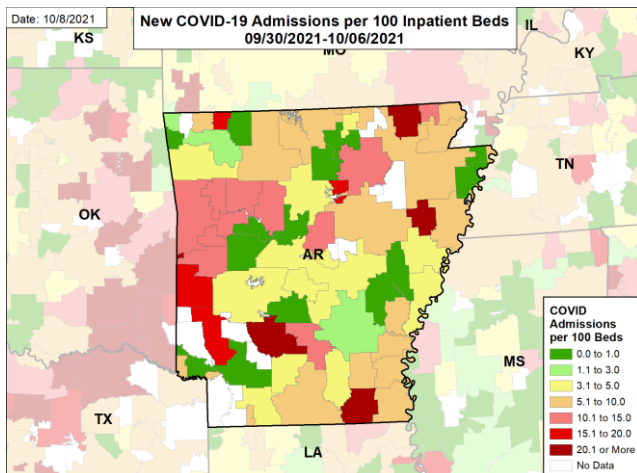 Date: 10/8/2021
New COVID-19 Admissions per 100 Inpatient Beds
09/30/2021-10/06/2021
KS
MO
IL
KY
TN
OK
AR
MS
TX
LA
COVID
Admissions
per 100 Beds
0.0 to 1.0
1.1 to 3.0
3.1 to 5.0
5.1 to 10.0
10.1 to 15.0
15.1 to 20.0
20.1 or More
No Data